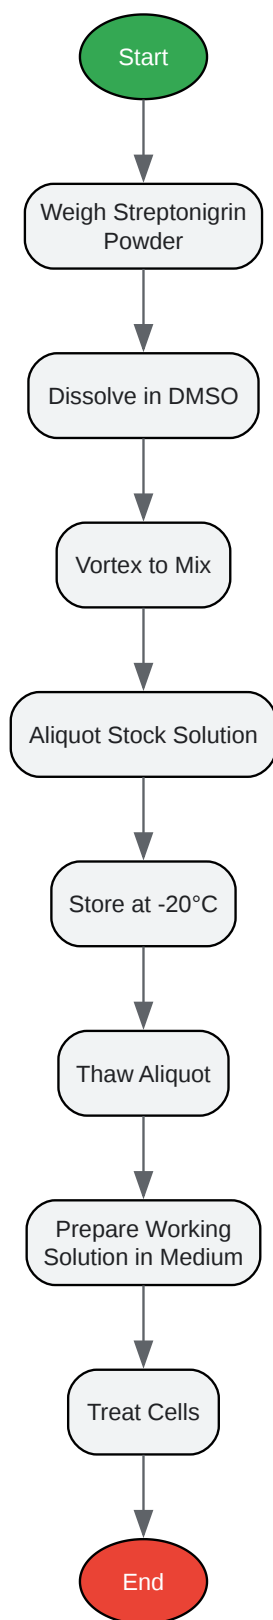 Start
Weigh Streptonigrin
Powder
Dissolve in DMSO
Vortex to Mix
Aliquot Stock Solution
Store at -20°C
Thaw Aliquot
Prepare Working
Solution in Medium
Treat Cells
End